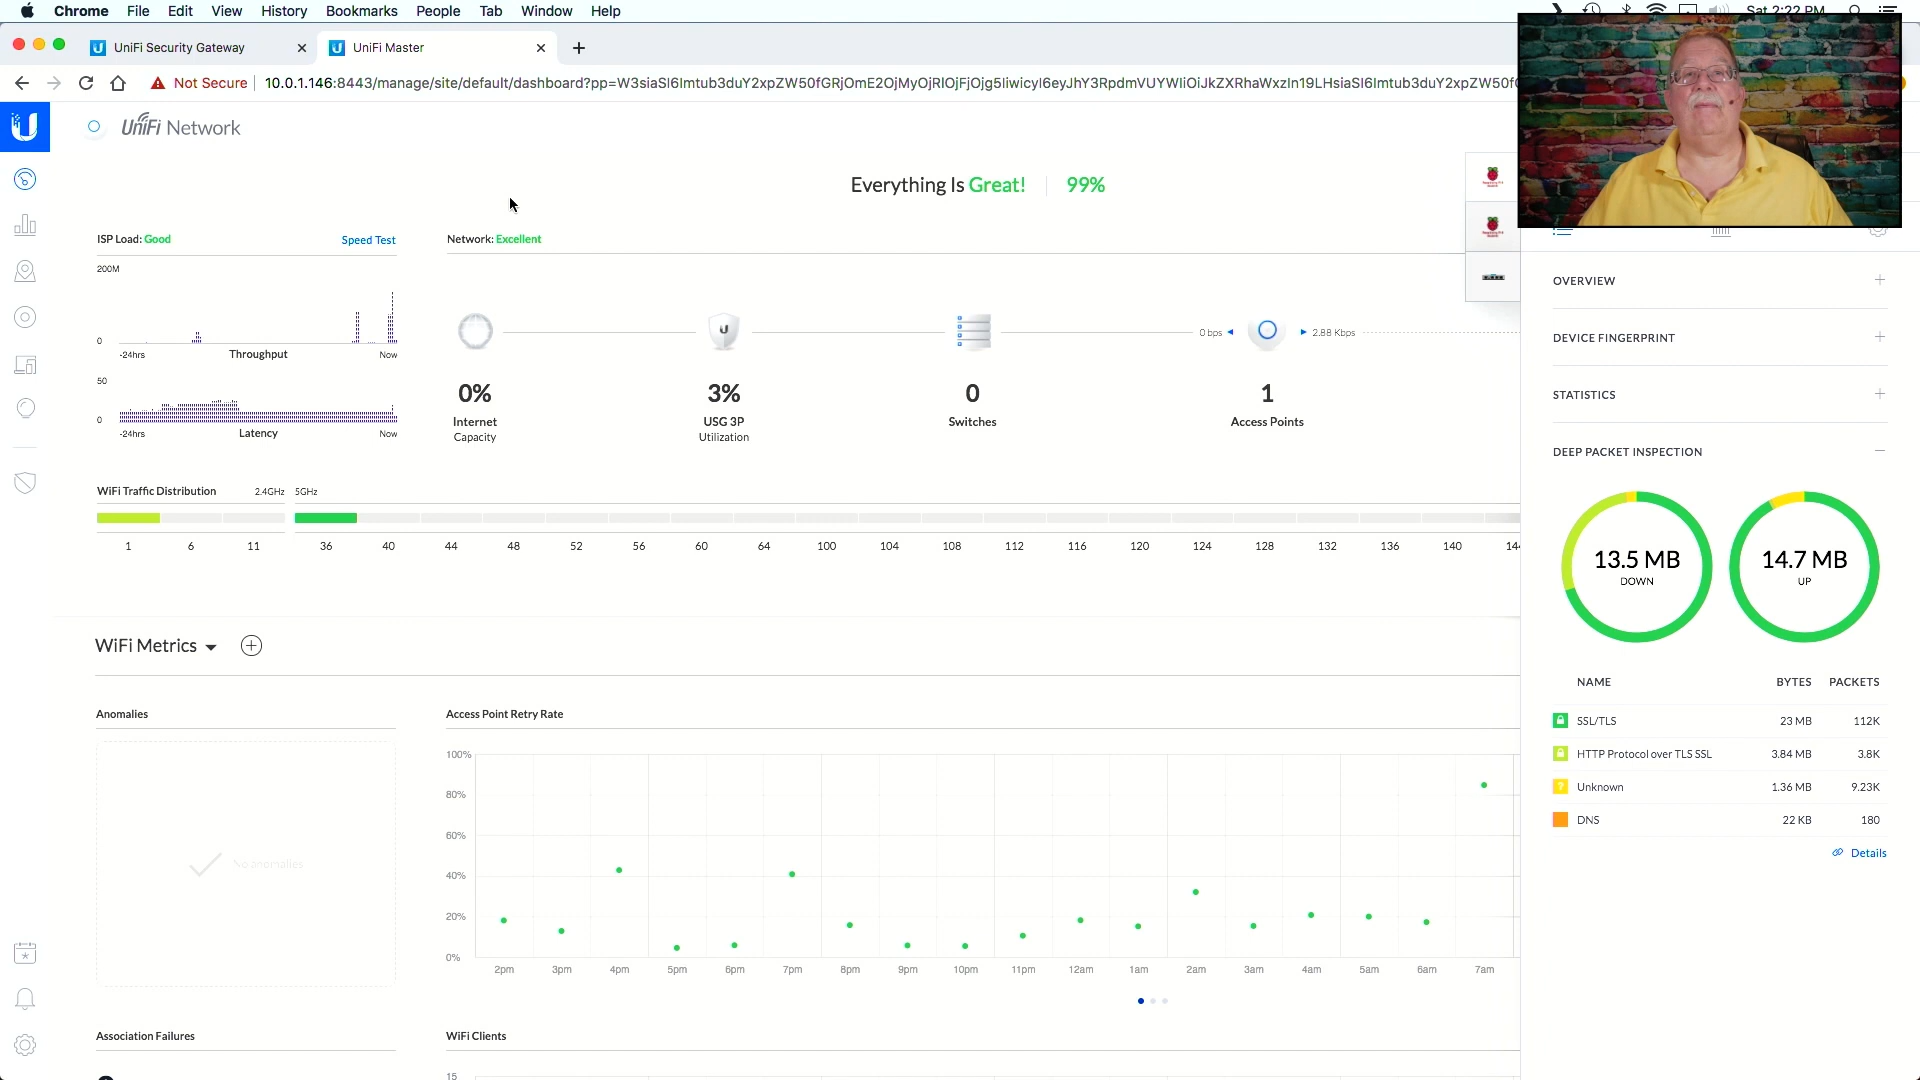 Chrome File Edit View History Bookmarks People Tab Window Help Sat 2:22 PM
UniFi Security Gateway UniFi Master
Not Secure 10.0.1.146:8443/manage/site/default/dashboard?pp=
UniFi Network
Everything Is Great! 99%
ISP Load: Good Speed Test
Network: Excellent
200M
0
-24hrs Throughput Now
50
0
-24hrs Latency Now
0 bps 2.88 Kbps
0% 3% 0 1
Internet USG 3P Switches Access Points
Capacity Utilization
WiFi Traffic Distribution 2.4GHz 5GHz
1 6 11 36 40 44 48 52 56 60 64 100 104 108 112 116 120 124 128 132 136 140
WiFi Metrics
Anomalies
No anomalies
Access Point Retry Rate
100%
80%
60%
40%
20%
0%
2pm 3pm 4pm 5pm 6pm 7pm 8pm 9pm 10pm 11pm 12am 1am 2am 3am 4am 5am 6am 7am
Association Failures
WiFi Clients
15
OVERVIEW
DEVICE FINGERPRINT
STATISTICS
DEEP PACKET INSPECTION
13.5 MB 14.7 MB
DOWN UP
NAME BYTES PACKETS
SSL/TLS 23 MB 112K
HTTP Protocol over TLS SSL 3.84 MB 3.8K
Unknown 1.36 MB 9.23K
DNS 22 KB 180
Details